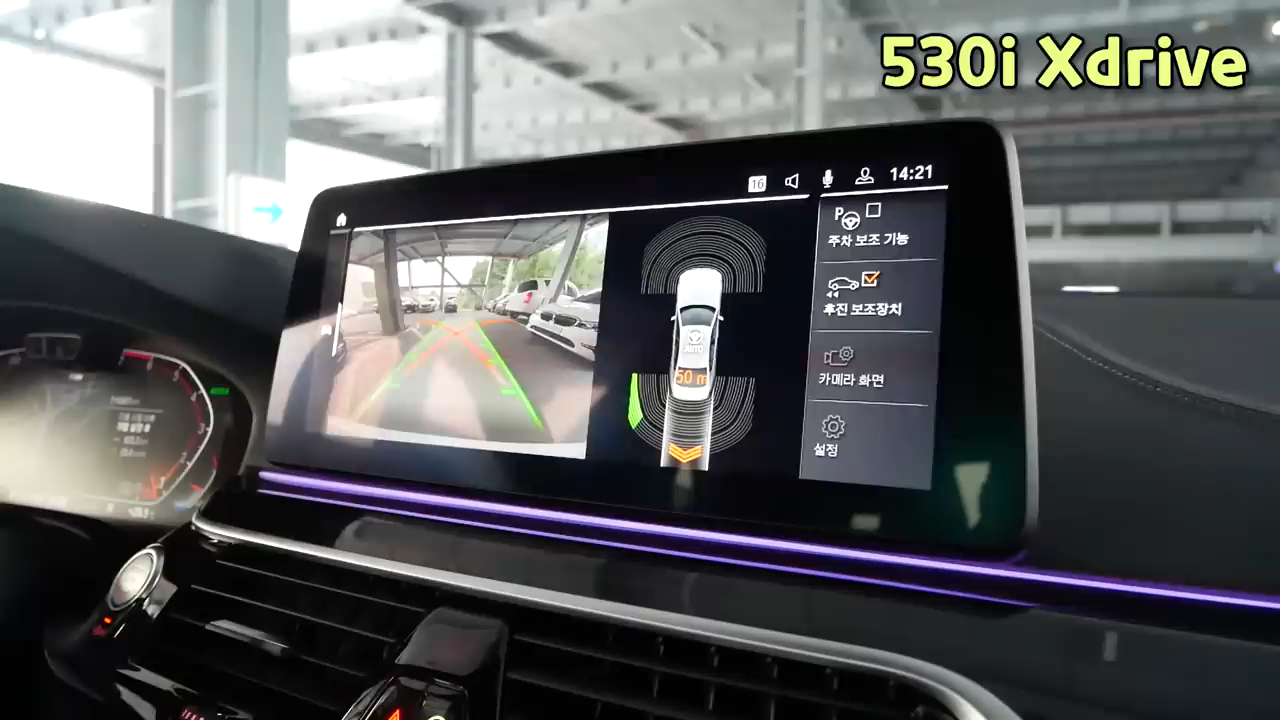 530i Xdrive
16
14:21
P
주차 보조 기능
후진 보조장치
50 m
카메라 화면
설정